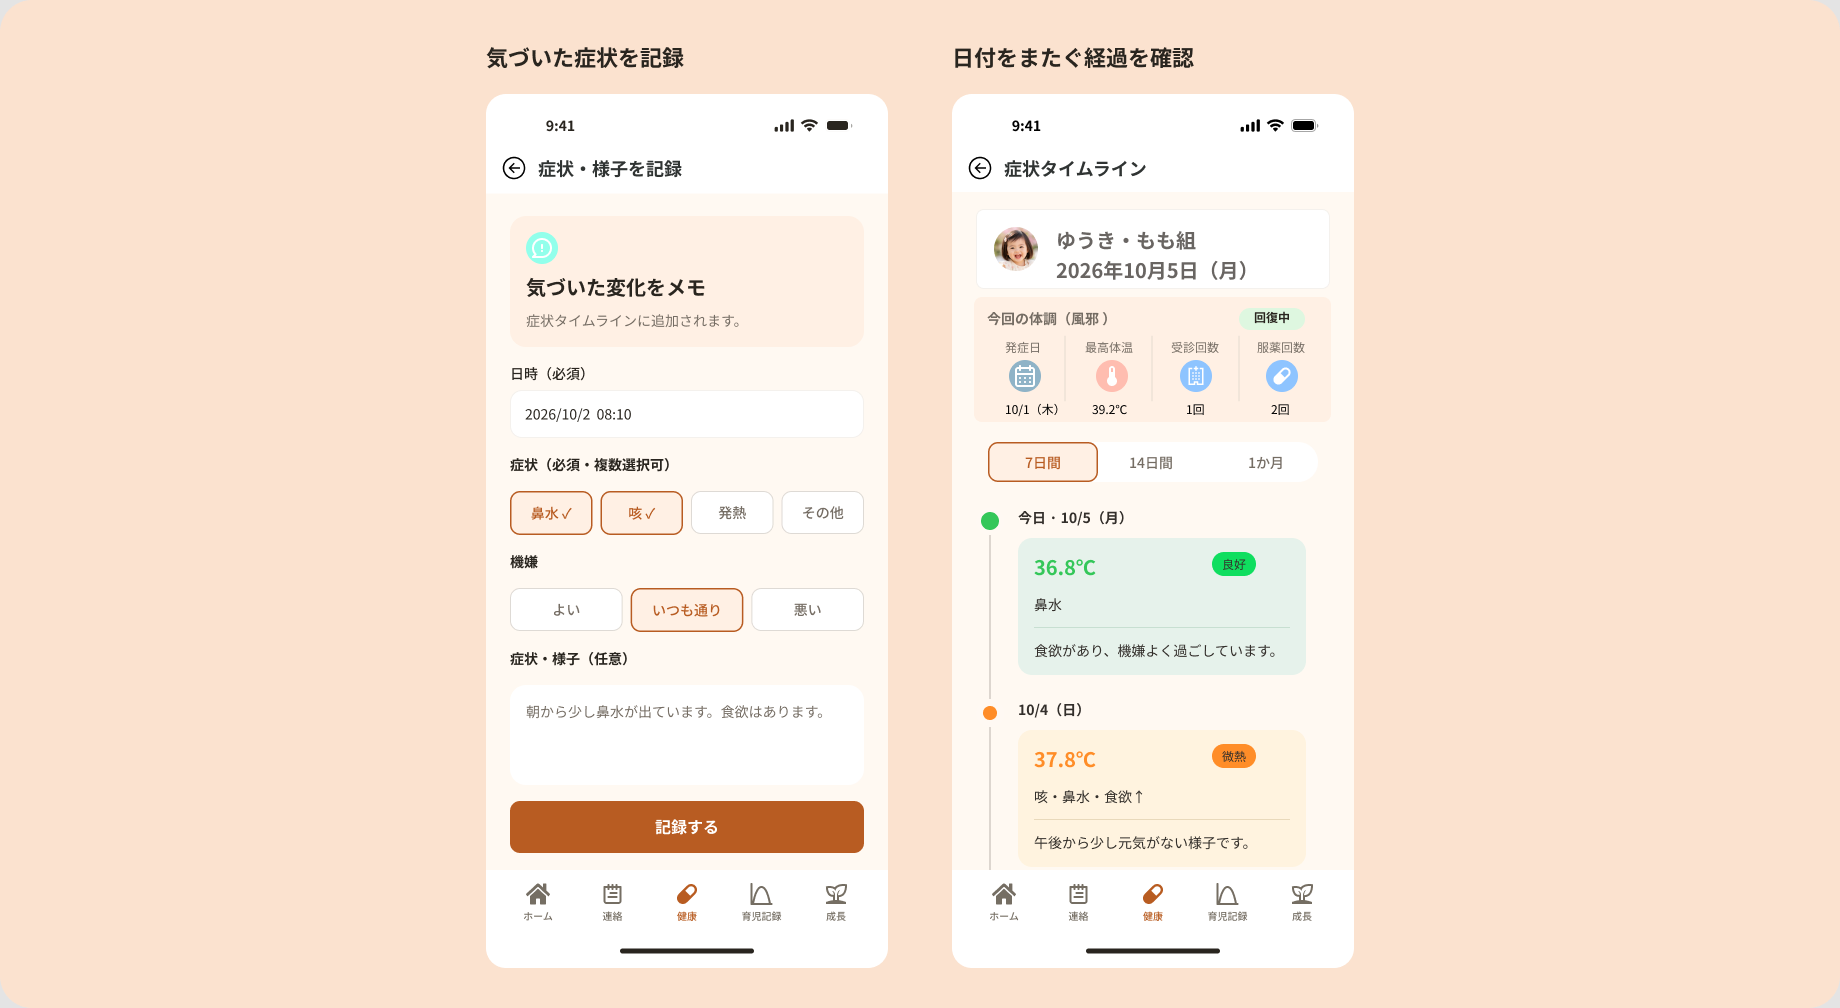 気づいた症状を記録
9:41
症状・様子を記録
気づいた変化をメモ
症状タイムラインに追加されます。
日時（必須）
2026/10/2 08:10
症状（必須・複数選択可）
鼻水✓
咳✓
発熱
その他
機嫌
よい
いつも通り
悪い
症状・様子（任意）
朝から少し鼻水が出ています。食欲はあります。
記録する
ホーム
連絡
健康
育児記録
成長
日付をまたぐ経過を確認
9:41
症状タイムライン
ゆうき・もも組
2026年10月5日（月）
今回の体調（風邪 ）
回復中
発症日
最高体温
受診回数
服薬回数
10/1（木）
39.2℃
1回
2回
7日間
14日間
1か月
今日・10/5（月）
36.8℃
良好
鼻水
食欲があり、機嫌よく過ごしています。
10/4（日）
37.8℃
微熱
咳・鼻水・食欲↑
午後から少し元気がない様子です。
ホーム
連絡
健康
育児記録
成長